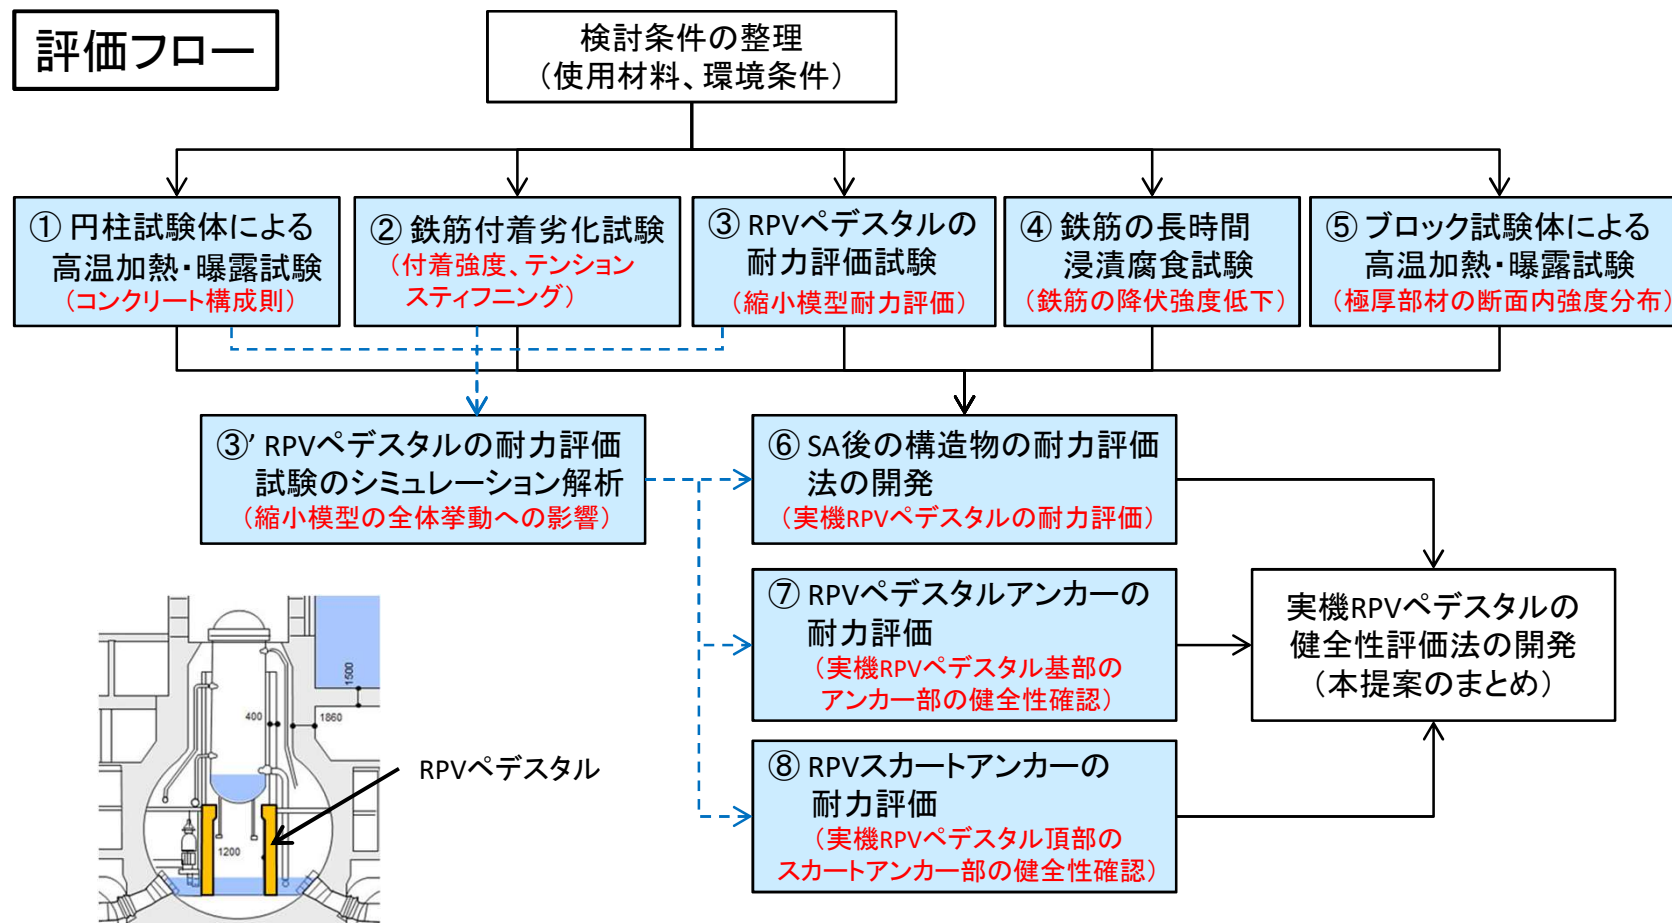 評価フロー
検討条件の整理
（使用材料、環境条件）
① 円柱試験体による
高温加熱・曝露試験
（コンクリート構成則）
② 鉄筋付着劣化試験
（付着強度、テンション
スティフニング）
③ RPVペデスタルの
耐力評価試験
（縮小模型耐力評価）
④ 鉄筋の長時間
浸漬腐食試験
（鉄筋の降伏強度低下）
⑤ ブロック試験体による
高温加熱・曝露試験
（極厚部材の断面内強度分布）
③’ RPVペデスタルの耐力評価
試験のシミュレーション解析
（縮小模型の全体挙動への影響）
⑥ SA後の構造物の耐力評価
法の開発
（実機RPVペデスタルの耐力評価）
⑦ RPVペデスタルアンカーの
耐力評価
（実機RPVペデスタル基部の
アンカー部の健全性確認）
⑧ RPVスカートアンカーの
耐力評価
（実機RPVペデスタル頂部の
スカートアンカー部の健全性確認）
実機RPVペデスタルの
健全性評価法の開発
（本提案のまとめ）
1500
400
1860
1200
RPVペデスタル